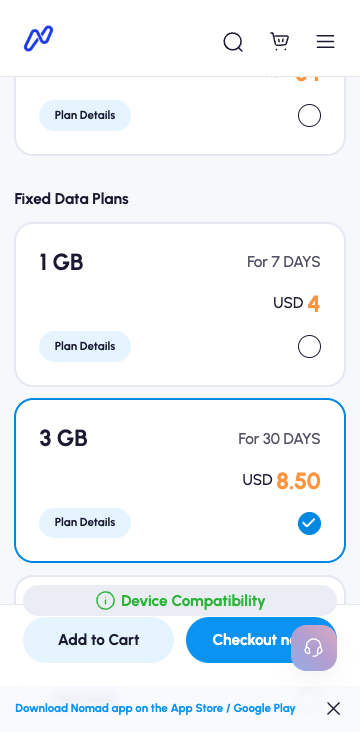 Plan Details
Fixed Data Plans
1 GB
For 7 DAYS
USD 4
Plan Details
3 GB
For 30 DAYS
USD 8.50
Plan Details
Device Compatibility
Add to Cart
Checkout
Download Nomad app on the App Store / Google Play